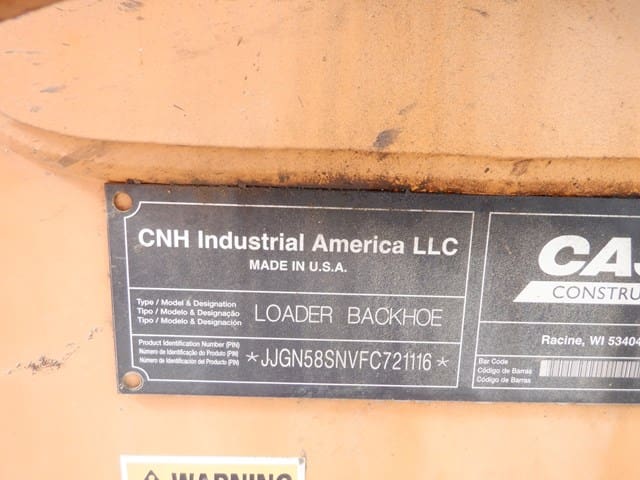 CNH Industrial America LLC
MADE IN U.S.A.
Type / Model & Designation
Tipo / Modelo & Designação
Tipo / Modelo & Designación
LOADER BACKHOE
Product Identification Number (PIN)
Número de Identificação do Produto (PIN)
Número de Identificación del Producto (PIN)
*JJGN58SNVFC721116*
CAS
CONSTRU
Racine, WI 53404
Bar Code
Código de Barras
Código de Barras
WARNING